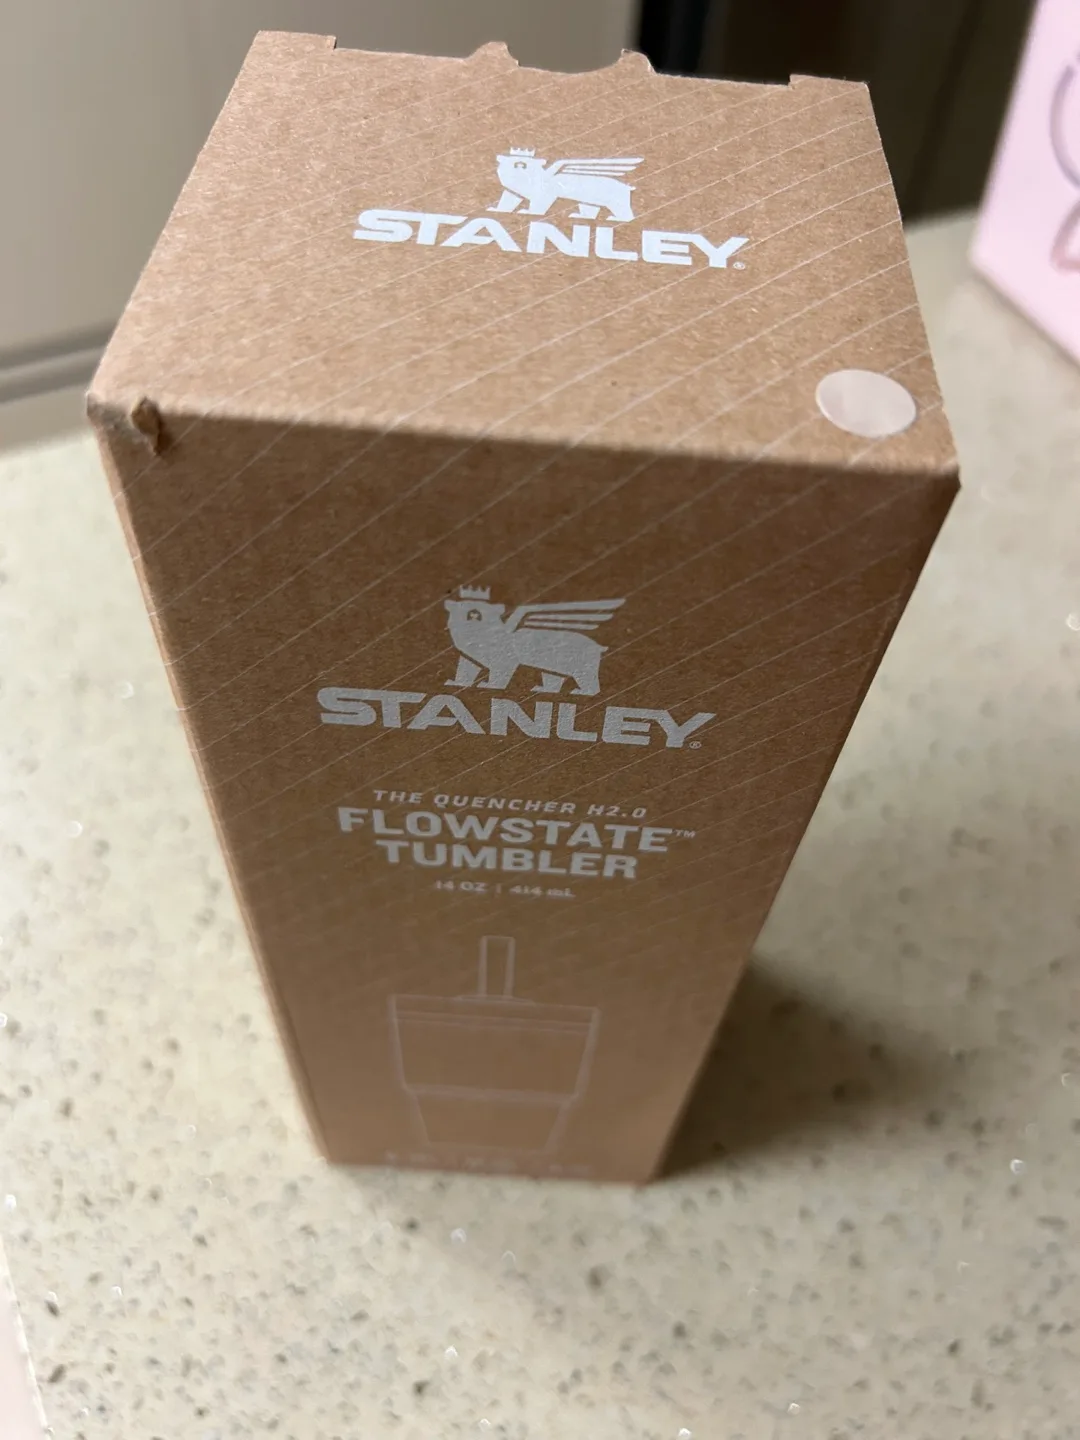 STANLEY®
STANLEY®
THE QUENCHER H2.0
FLOWSTATE™
TUMBLER
14 OZ | 414 mL